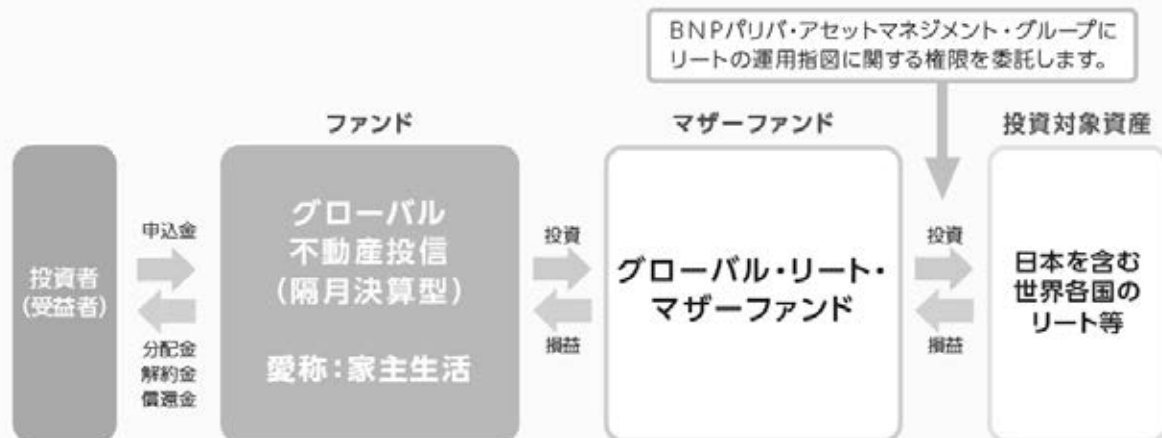 BNPパリバ・アセットマネジメント・グループに
リートの運用指図に関する権限を委託します。
ファンド
マザーファンド
投資対象資産
投資者
(受益者)
申込金
分配金
解約金
償還金
グローバル
不動産投信
(隔月決算型)
愛称:家主生活
投資
損益
グローバル・リート・
マザーファンド
投資
損益
日本を含む
世界各国の
リート等